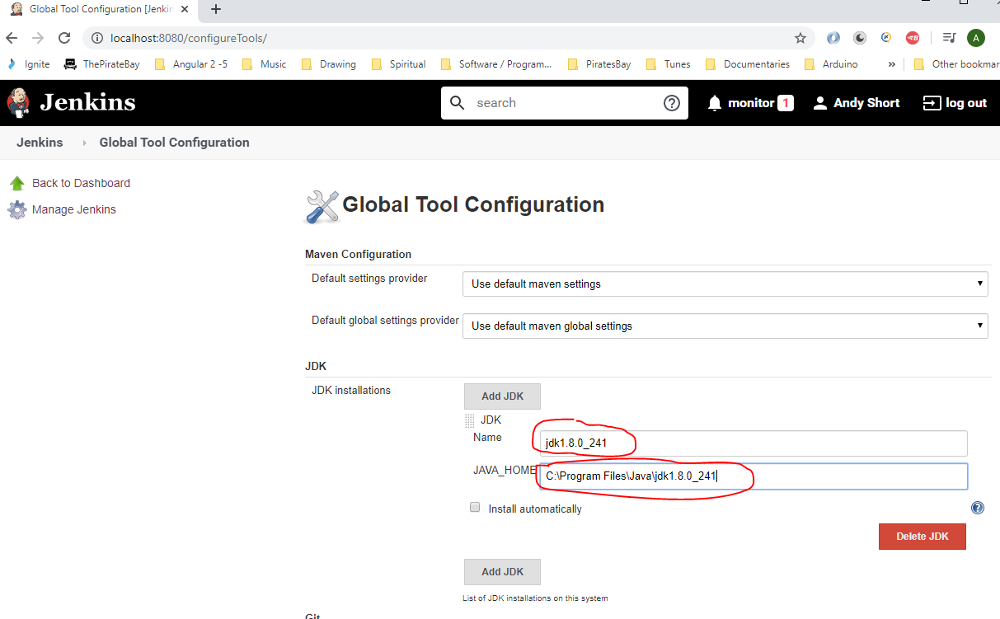 Global Tool Configuration [Jenkin
localhost:8080/configureTools/
A
Ignite ThePirateBay Angular 2 -5 Music Drawing Spiritual Software / Program... PiratesBay Tunes Documentaries Arduino » Other bookmar
Jenkins search monitor 1 Andy Short log out
Jenkins Global Tool Configuration
Back to Dashboard
Manage Jenkins
Global Tool Configuration
Maven Configuration
Default settings provider Use default maven settings
Default global settings provider Use default maven global settings
JDK
JDK installations Add JDK
JDK
Name jdk1.8.0_241
JAVA_HOME C:\Program Files\Java\jdk1.8.0_241
Install automatically
Delete JDK
Add JDK
List of JDK installations on this system
Git